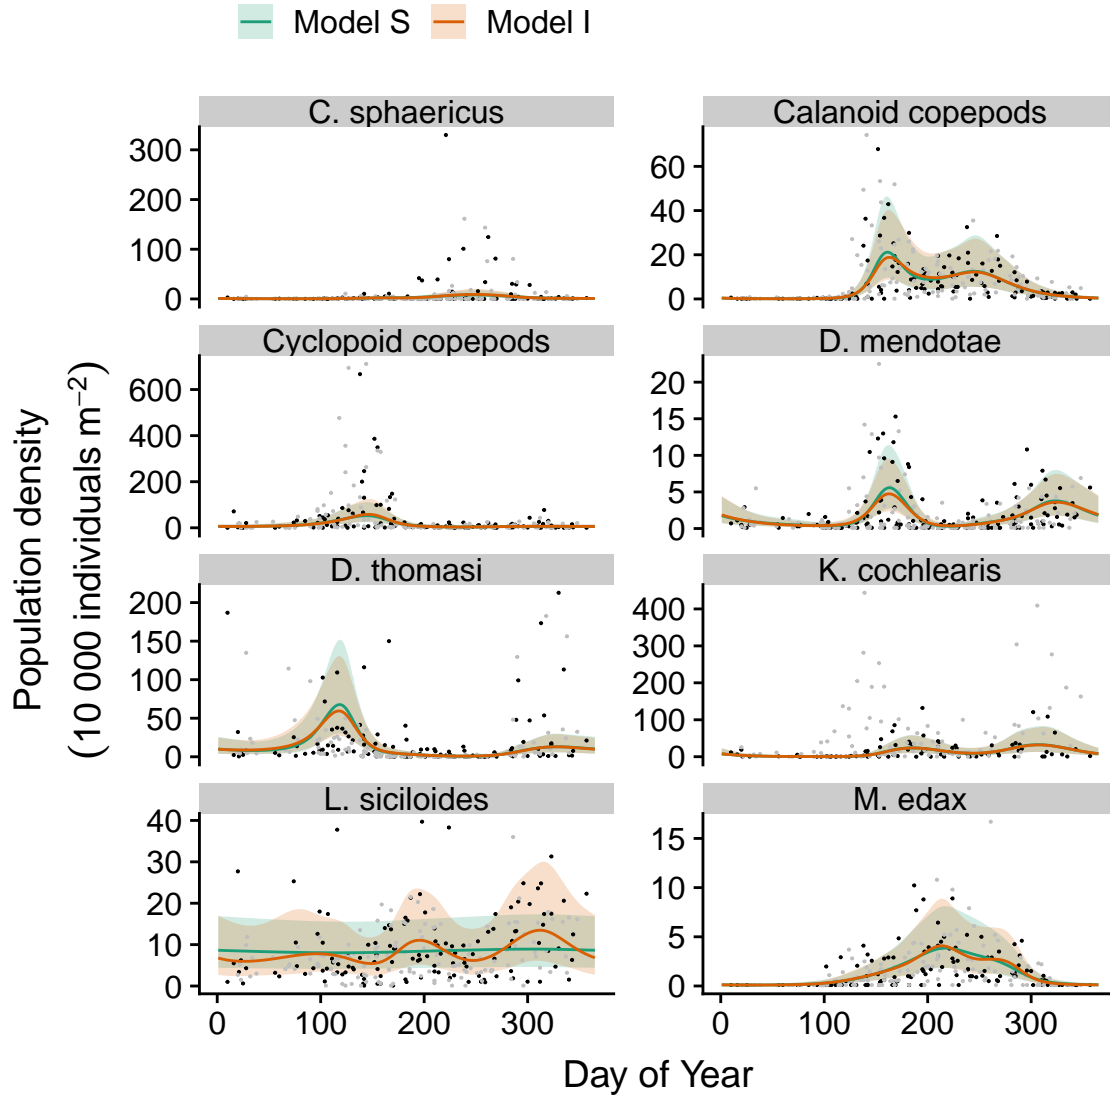 Model S Model I
C. sphaericus
Calanoid copepods
300
200
100
0
60
40
20
0
Cyclopoid copepods
D. mendotae
600
400
200
0
20
15
10
5
0
D. thomasi
K. cochlearis
200
150
100
50
0
400
300
200
100
0
L. siciloides
M. edax
40
30
20
10
0
15
10
5
0
0 100 200 300
0 100 200 300
Day of Year
Population density
(10 000 individuals m⁻²)